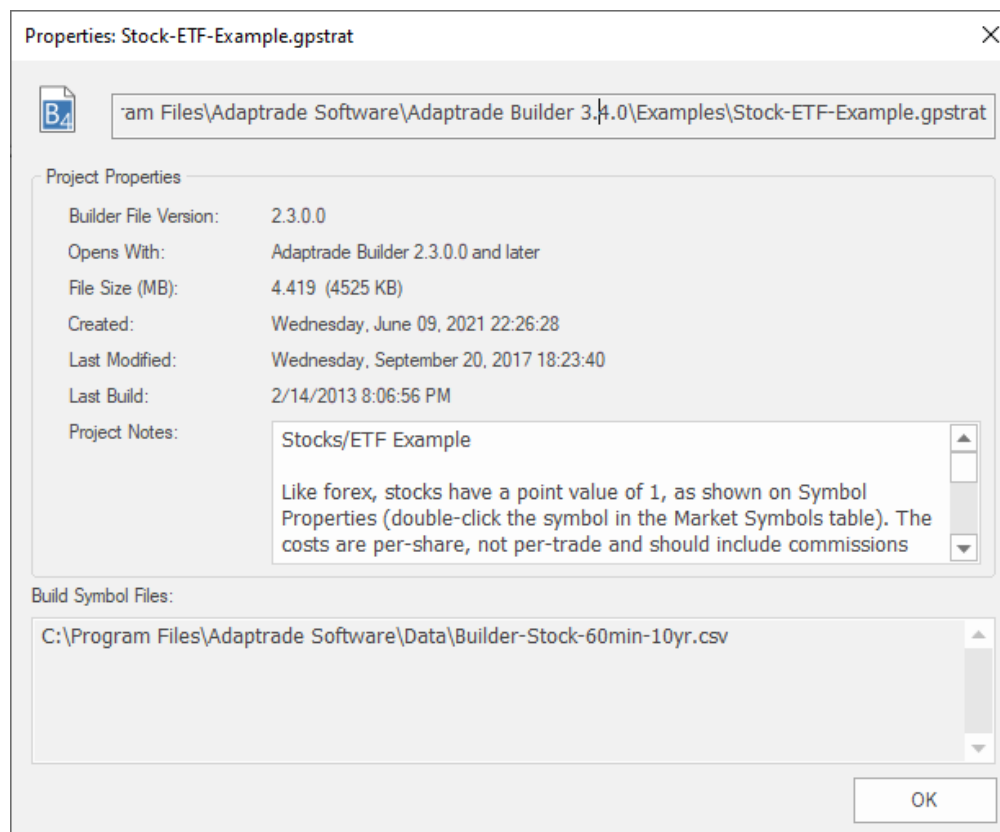 Properties: Stock-ETF-Example.gpstrat
B4
ram Files\Adaptrade Software\Adaptrade Builder 3.4.0\Examples\Stock-ETF-Example.gpstrat
Project Properties
Builder File Version: 2.3.0.0
Opens With: Adaptrade Builder 2.3.0.0 and later
File Size (MB): 4.419 (4525 KB)
Created: Wednesday, June 09, 2021 22:26:28
Last Modified: Wednesday, September 20, 2017 18:23:40
Last Build: 2/14/2013 8:06:56 PM
Project Notes: Stocks/ETF Example
Like forex, stocks have a point value of 1, as shown on Symbol
Properties (double-click the symbol in the Market Symbols table). The
costs are per-share, not per-trade and should include commissions
Build Symbol Files:
C:\Program Files\Adaptrade Software\Data\Builder-Stock-60min-10yr.csv
OK